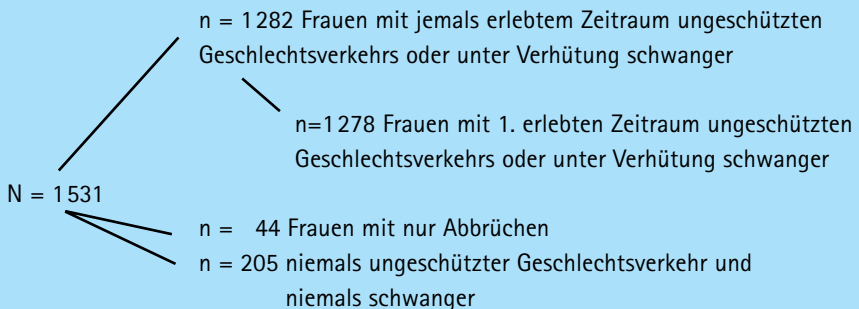 n = 1282 Frauen mit jemals erlebtem Zeitraum ungeschützten
Geschlechtsverkehrs oder unter Verhütung schwanger
n=1278 Frauen mit 1. erlebten Zeitraum ungeschützten
Geschlechtsverkehrs oder unter Verhütung schwanger
N = 1531
n = 44 Frauen mit nur Abbrüchen
n = 205 niemals ungeschützter Geschlechtsverkehr und
niemals schwanger